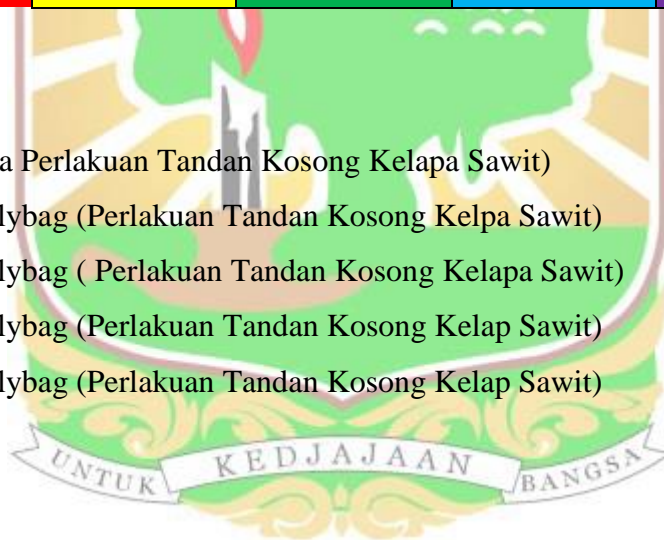 a Perlakuan Tandan Kosong Kelapa Sawit)
lybag (Perlakuan Tandan Kosong Kelpa Sawit)
lybag ( Perlakuan Tandan Kosong Kelapa Sawit)
lybag (Perlakuan Tandan Kosong Kelap Sawit)
lybag (Perlakuan Tandan Kosong Kelap Sawit)
UNTUK KEDJAJAAN BANGSA